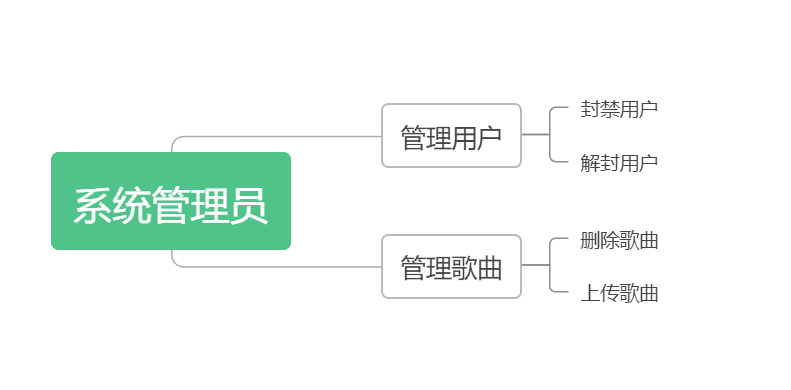 系统管理员
管理用户
封禁用户
解封用户
管理歌曲
删除歌曲
上传歌曲